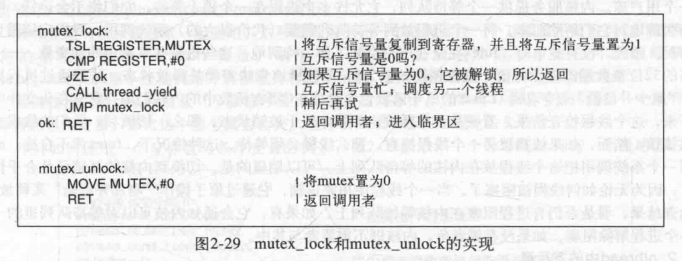 mutex_lock:
TSL REGISTER,MUTEX | 将互斥信号量复制到寄存器，并且将互斥信号量置为1
CMP REGISTER,#0 | 互斥信号量是0吗？
JZE ok | 如果互斥信号量为0，它被解锁，所以返回
CALL thread_yield | 互斥信号量忙，调度另一个线程
JMP mutex_lock | 稍后再试
ok: RET | 返回调用者，进入临界区
mutex_unlock:
MOVE MUTEX,#0 | 将mutex置为0
RET | 返回调用者
图2-29 mutex_lock和mutex_unlock的实现